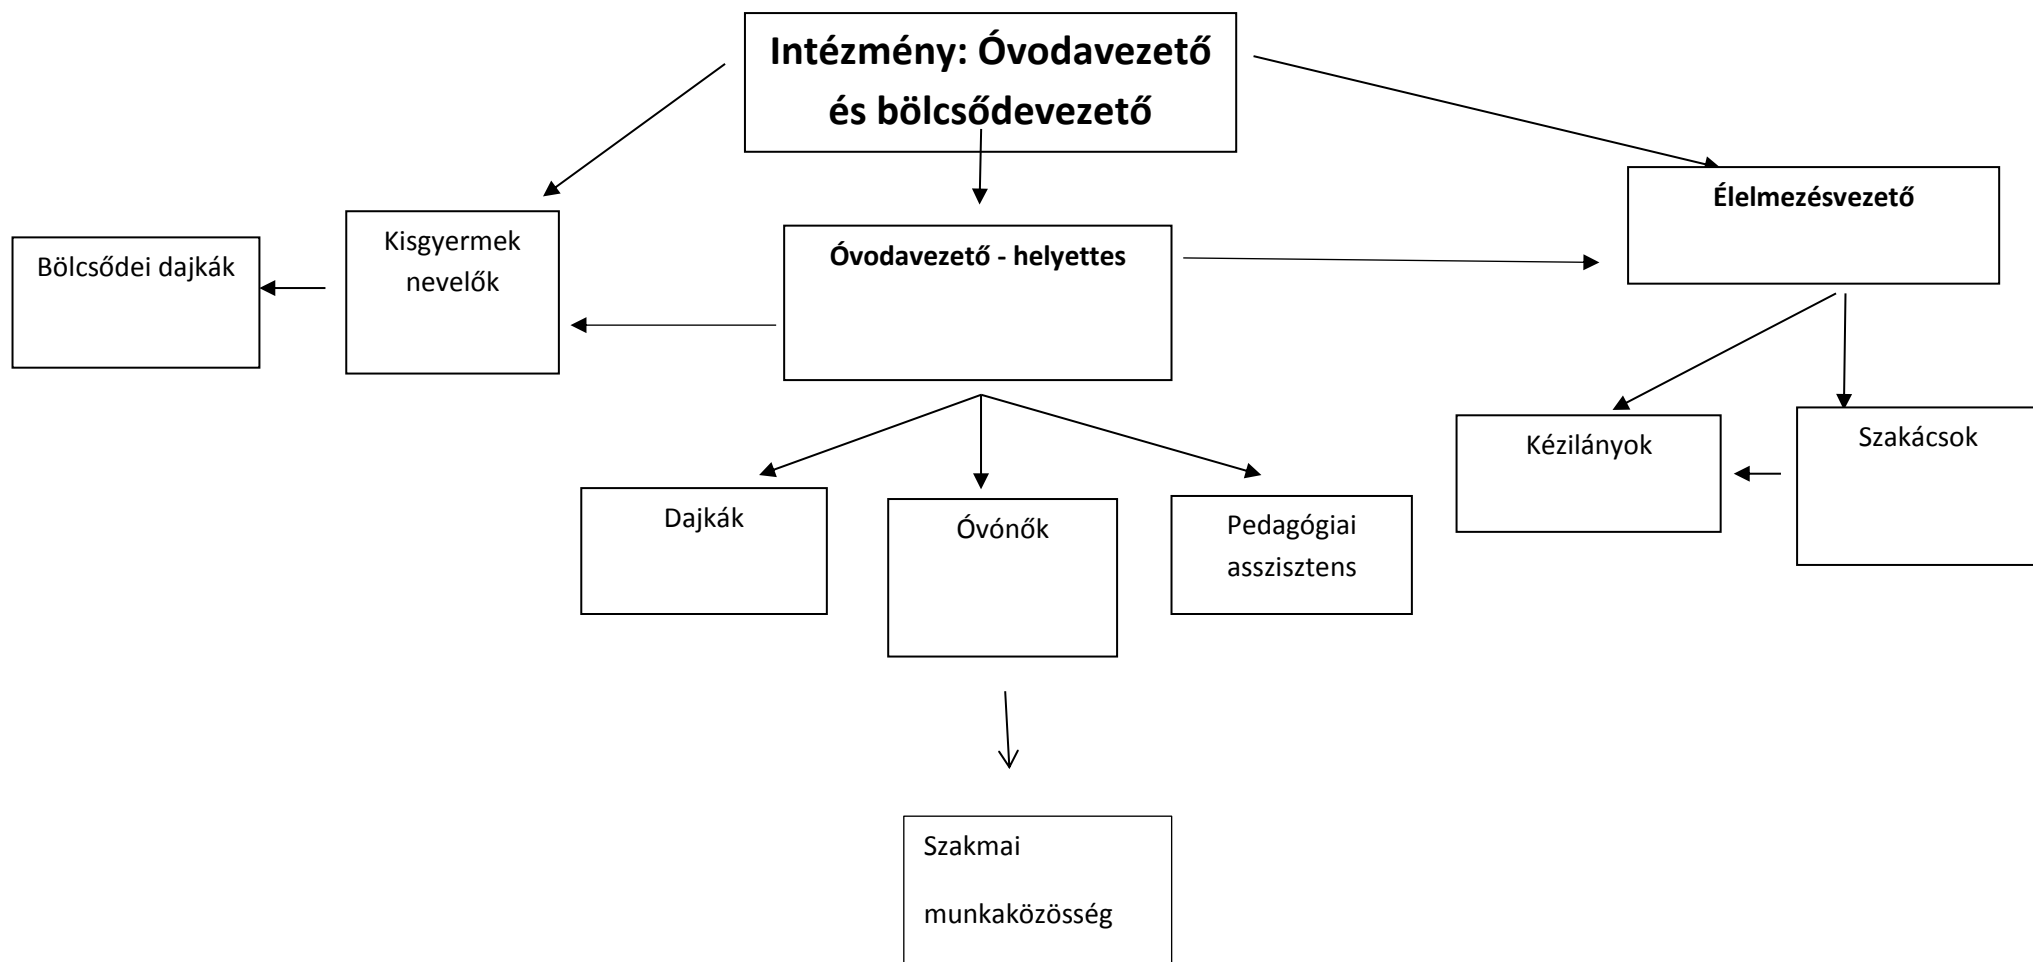 Intézmény: Óvodavezető
és bölcsődevezető
Élelmezésvezető
Bölcsődei dajkák
Kisgyermek
nevelők
Óvodavezető - helyettes
Kézilányok
Szakácsok
Dajkák
Óvónők
Pedagógiai
asszisztens
Szakmai
munkaközösség